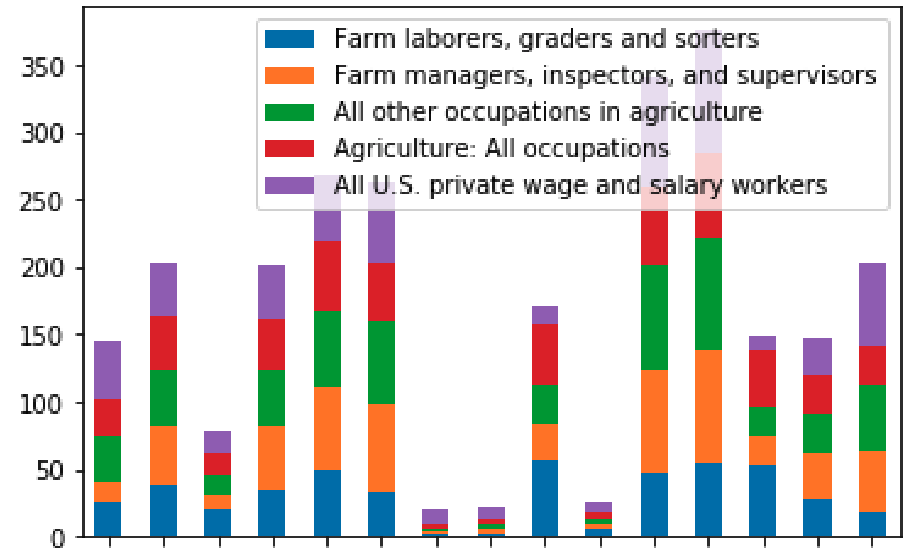 Farm laborers, graders and sorters
Farm managers, inspectors, and supervisors
All other occupations in agriculture
Agriculture: All occupations
All U.S. private wage and salary workers
350
300
250
200
150
100
50
0